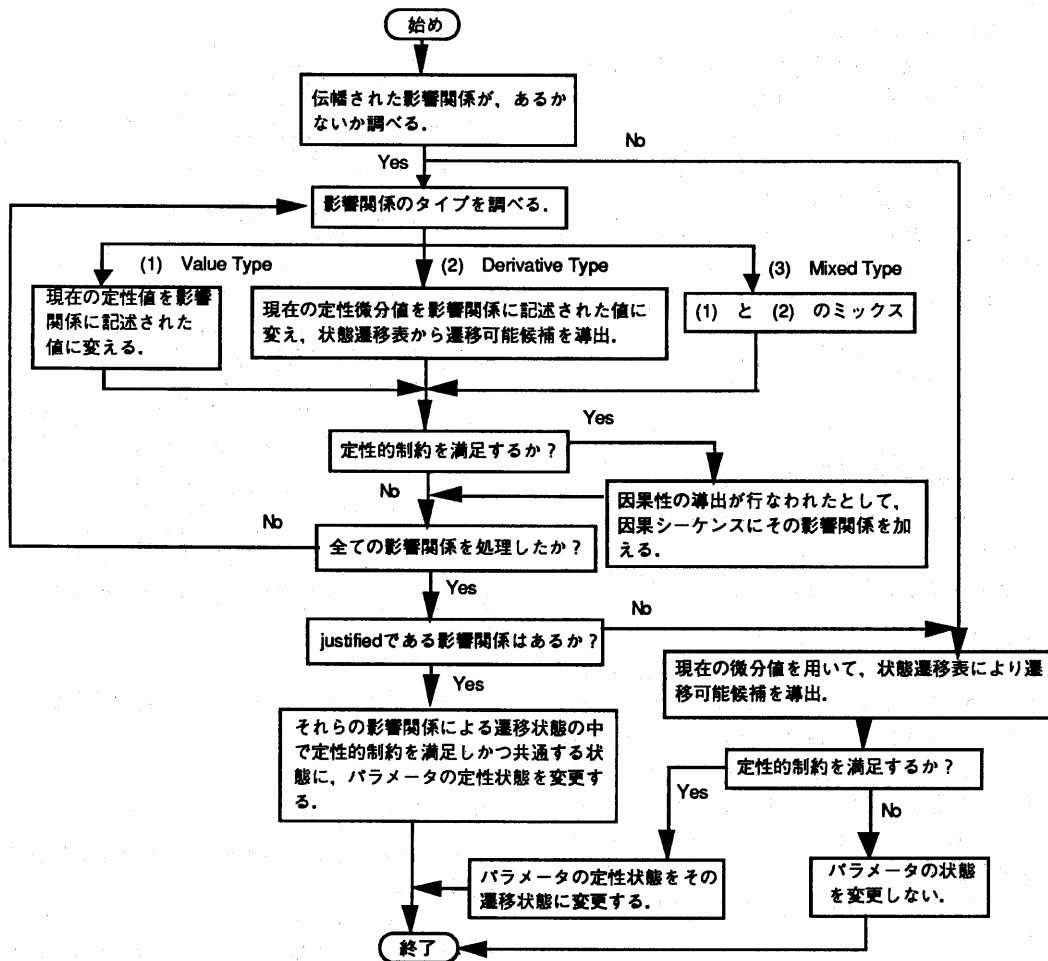 始め
伝幡された影響関係が，あるか
ないか調べる．
No
Yes
影響関係のタイプを調べる．
(1) Value Type
(2) Derivative Type
(3) Mixed Type
現在の定性値を影響
関係に記述された
値に変える．
現在の定性微分値を影響関係に記述された値に
変え，状態遷移表から遷移可能候補を導出．
(1) と (2) のミックス
Yes
定性的制約を満足するか？
No
因果性の導出が行なわれたとして，
因果シーケンスにその影響関係を加
える．
No
全ての影響関係を処理したか？
Yes
No
justifiedである影響関係はあるか？
Yes
現在の微分値を用いて，状態遷移表により遷
移可能候補を導出．
それらの影響関係による遷移状態の中
で定性的制約を満足しかつ共通する状
態に，パラメータの定性状態を変更す
る．
定性的制約を満足するか？
Yes
No
パラメータの定性状態をその
遷移状態に変更する．
パラメータの状態
を変更しない．
終了